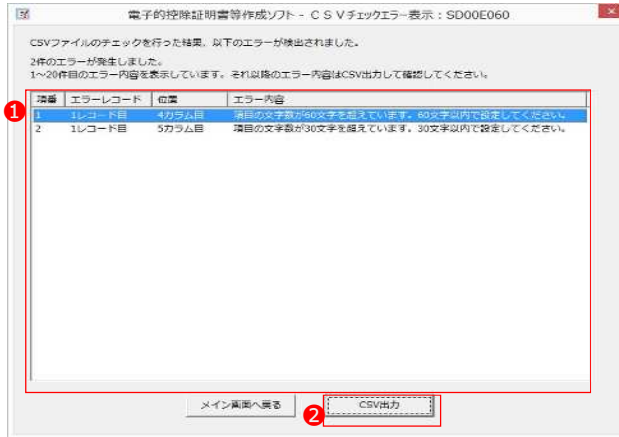 電子的控除証明書等作成ソフト - CSVチェックエラー表示：SD00E060
CSVファイルのチェックを行った結果、以下のエラーが検出されました。
2件のエラーが発生しました。
1～20件目のエラー内容を表示しています。それ以降のエラー内容はCSV出力して確認してください。
項番 エラーレコード 位置 エラー内容
1 1 1レコード目 4カラム目 項目の文字数が60文字を超えています。60文字以内で設定してください。
2 1レコード目 5カラム目 項目の文字数が30文字を超えています。30文字以内で設定してください。
メイン画面へ戻る 2 CSV出力